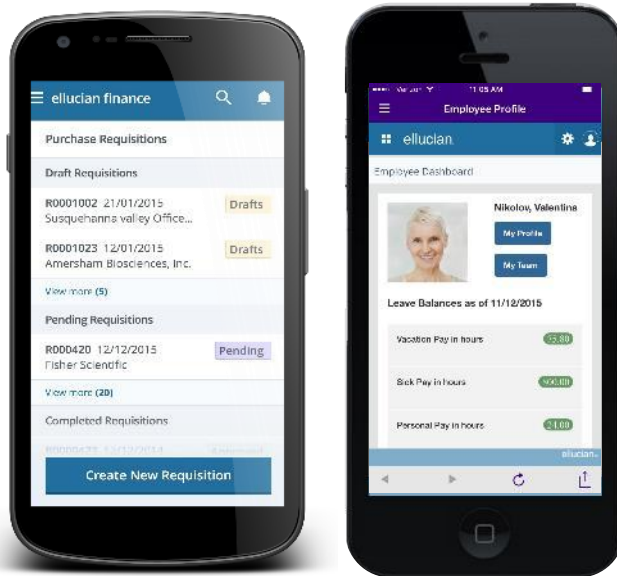 ellucian finance
Purchase Requisitions
Draft Requisitions
R0001002 21/01/2015
Drafts
Susquehanna valley Office...
R0001023 12/01/2015
Drafts
Amersham Biosciences, Inc.
View more (5)
Pending Requisitions
R000420 12/12/2015
Pending
Fisher Scientific
View more (20)
Completed Requisitions
Create New Requisition
Verizon 11:05 AM
Employee Profile
ellucian
Employee Dashboard
Nikolov, Valentina
My Profile
My Team
Leave Balances as of 11/12/2015
Vacation Pay in hours
Sick Pay in hours
Personal Pay in hours 24.00
ellucian